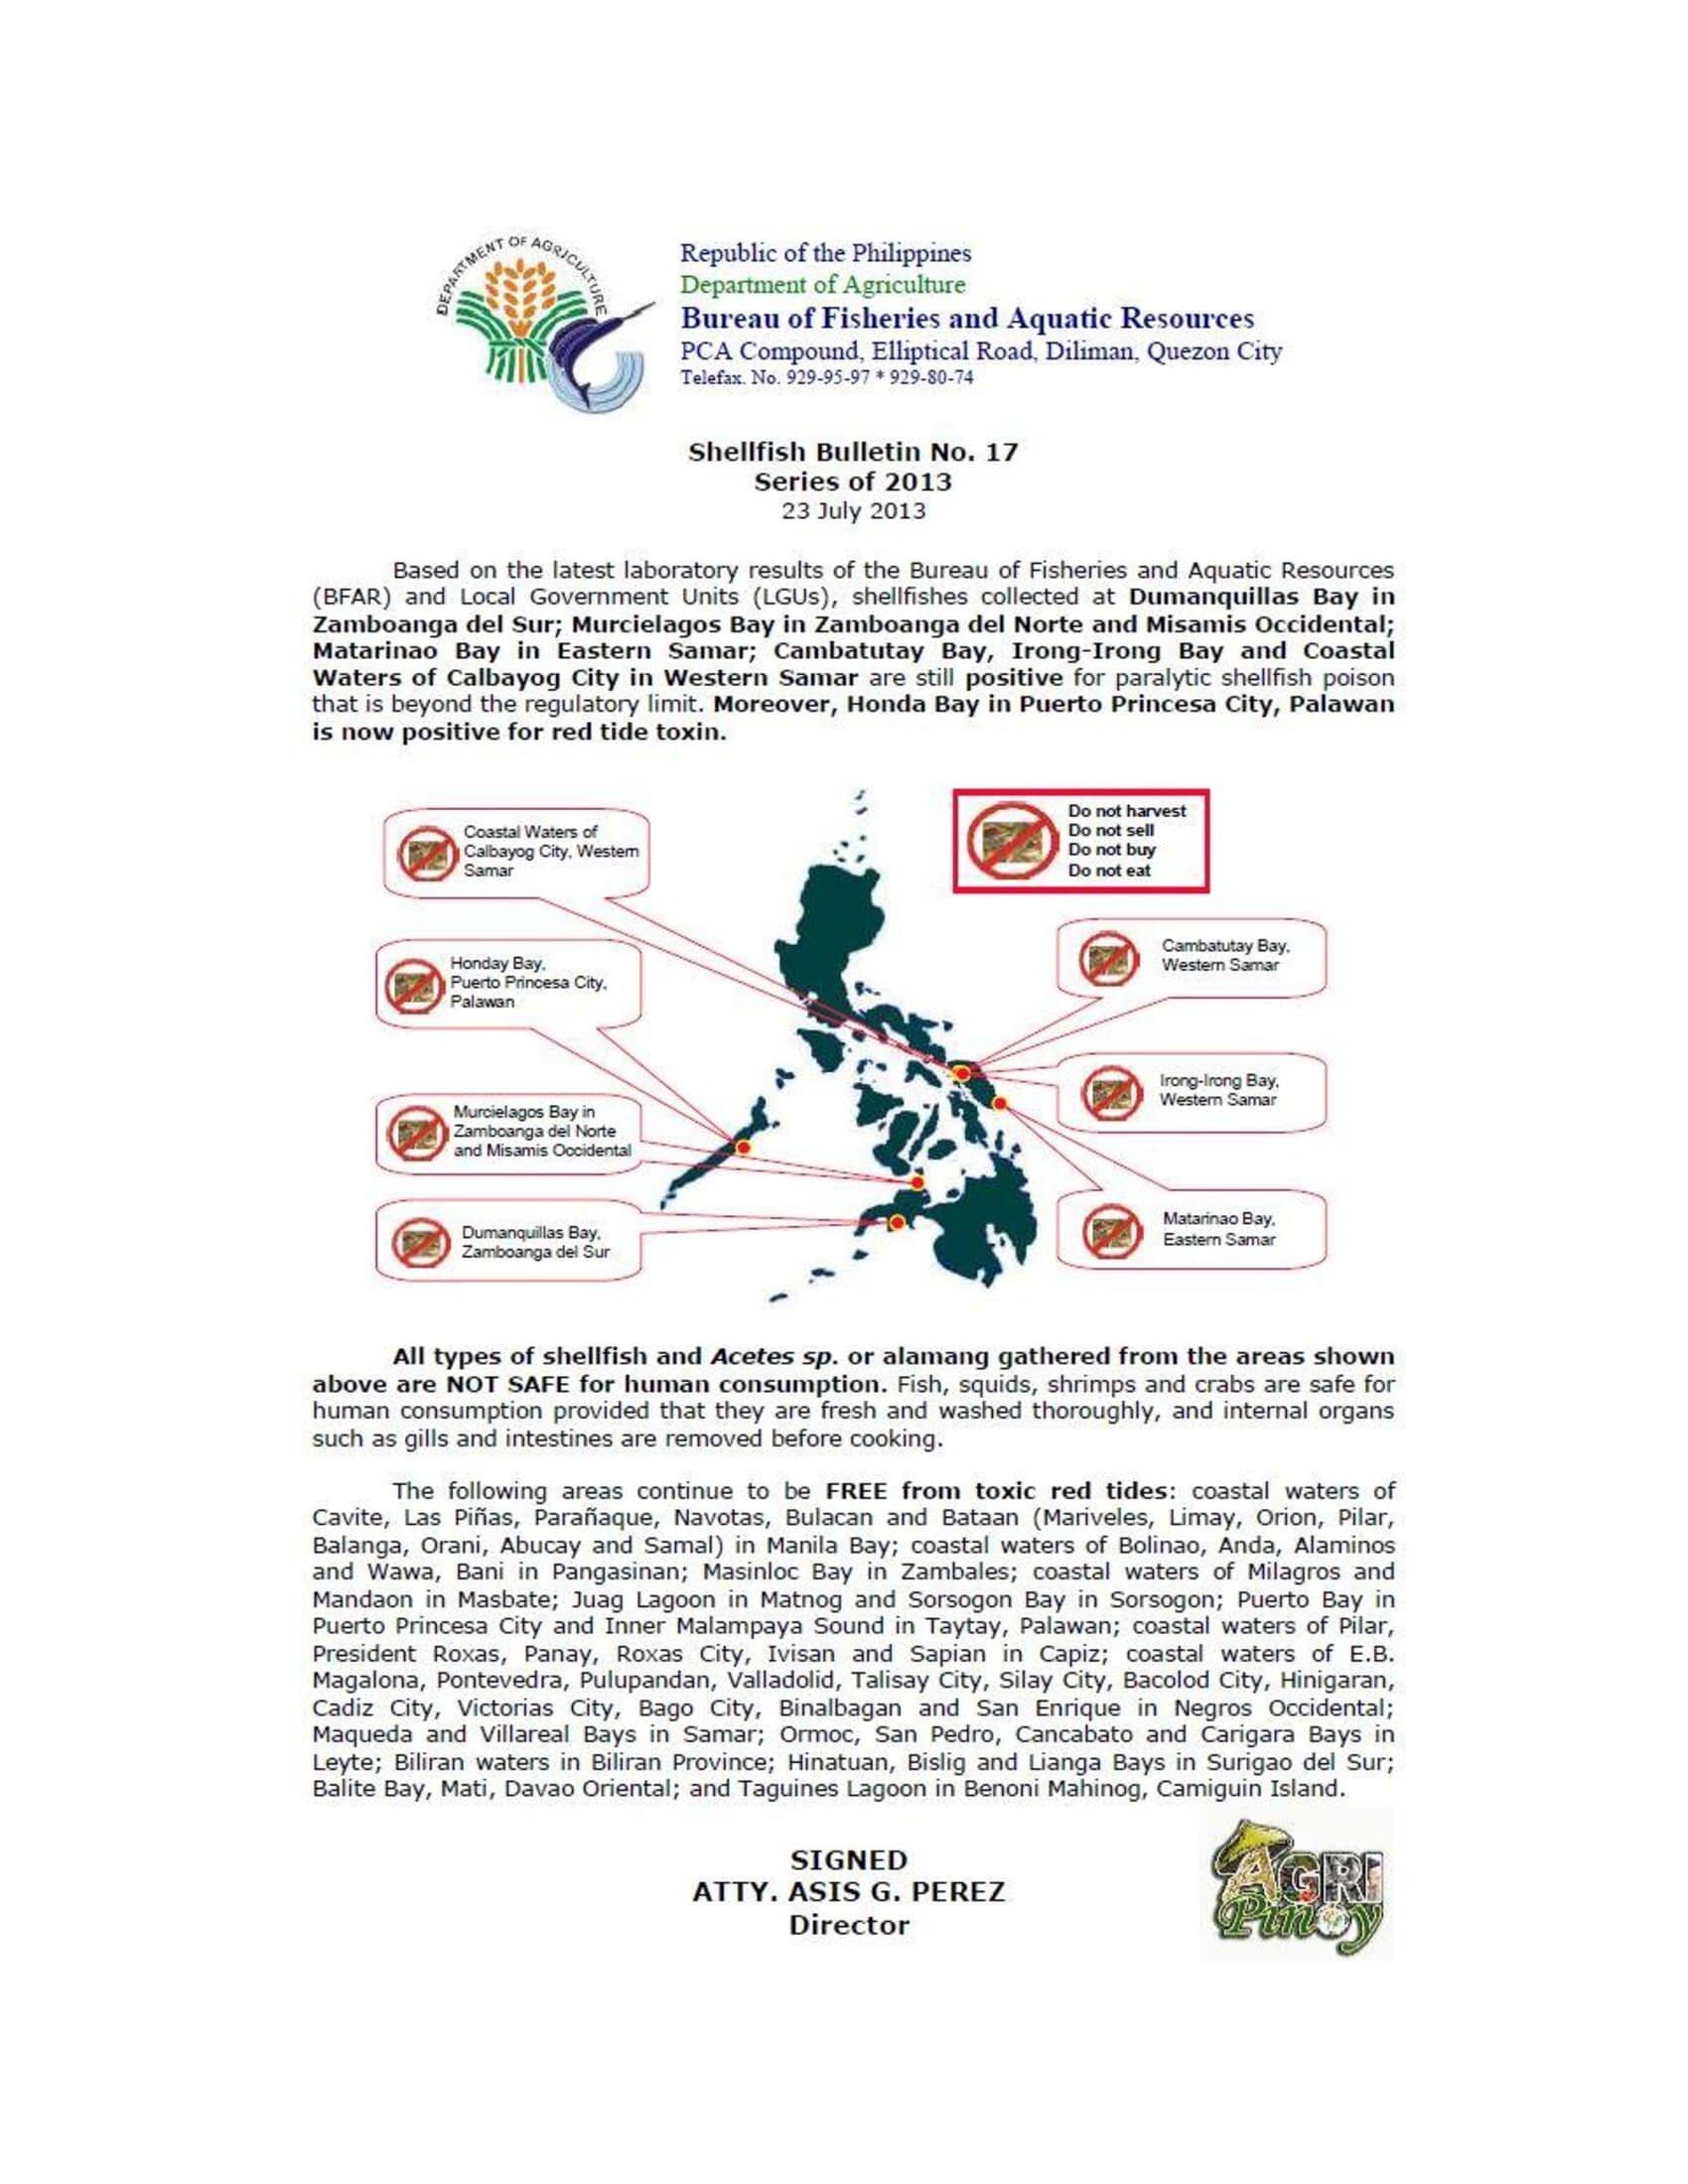 DEPARTMENT OF AGRICULTURE
Republic of the Philippines
Department of Agriculture
Bureau of Fisheries and Aquatic Resources
PCA Compound, Elliptical Road, Diliman, Quezon City
Telefax. No. 929-95-97 * 929-80-74
Shellfish Bulletin No. 17
Series of 2013
23 July 2013
Based on the latest laboratory results of the Bureau of Fisheries and Aquatic Resources
(BFAR) and Local Government Units (LGUs), shellfishes collected at Dumanquillas Bay in
Zamboanga del Sur; Murcielagos Bay in Zamboanga del Norte and Misamis Occidental;
Matarinao Bay in Eastern Samar; Cambatutay Bay, Irong-Irong Bay and Coastal
Waters of Calbayog City in Western Samar are still positive for paralytic shellfish poison
that is beyond the regulatory limit. Moreover, Honda Bay in Puerto Princesa City, Palawan
is now positive for red tide toxin.
Coastal Waters of
Calbayog City, Western
Samar
Honday Bay,
Puerto Princesa City,
Palawan
Murcielagos Bay in
Zamboanga del Norte
and Misamis Occidental
Dumanquillas Bay,
Zamboanga del Sur
Do not harvest
Do not sell
Do not buy
Do not eat
Cambatutay Bay,
Western Samar
Irong-Irong Bay,
Western Samar
Matarinao Bay,
Eastern Samar
All types of shellfish and Acetes sp. or alamang gathered from the areas shown
above are NOT SAFE for human consumption. Fish, squids, shrimps and crabs are safe for
human consumption provided that they are fresh and washed thoroughly, and internal organs
such as gills and intestines are removed before cooking.
The following areas continue to be FREE from toxic red tides: coastal waters of
Cavite, Las Piñas, Parañaque, Navotas, Bulacan and Bataan (Mariveles, Limay, Orion, Pilar,
Balanga, Orani, Abucay and Samal) in Manila Bay; coastal waters of Bolinao, Anda, Alaminos
and Wawa, Bani in Pangasinan; Masinloc Bay in Zambales; coastal waters of Milagros and
Mandaon in Masbate; Juag Lagoon in Matnog and Sorsogon Bay in Sorsogon; Puerto Bay in
Puerto Princesa City and Inner Malampaya Sound in Taytay, Palawan; coastal waters of Pilar,
President Roxas, Panay, Roxas City, Ivisan and Sapian in Capiz; coastal waters of E.B.
Magalona, Pontevedra, Pulupandan, Valladolid, Talisay City, Silay City, Bacolod City, Hinigaran,
Cadiz City, Victorias City, Bago City, Binalbagan and San Enrique in Negros Occidental;
Maqueda and Villareal Bays in Samar; Ormoc, San Pedro, Cancabato and Carigara Bays in
Leyte; Biliran waters in Biliran Province; Hinatuan, Bislig and Lianga Bays in Surigao del Sur;
Balite Bay, Mati, Davao Oriental; and Taguines Lagoon in Benoni Mahinog, Camiguin Island.
SIGNED
ATTY. ASIS G. PEREZ
Director
AGRI
Pinoy